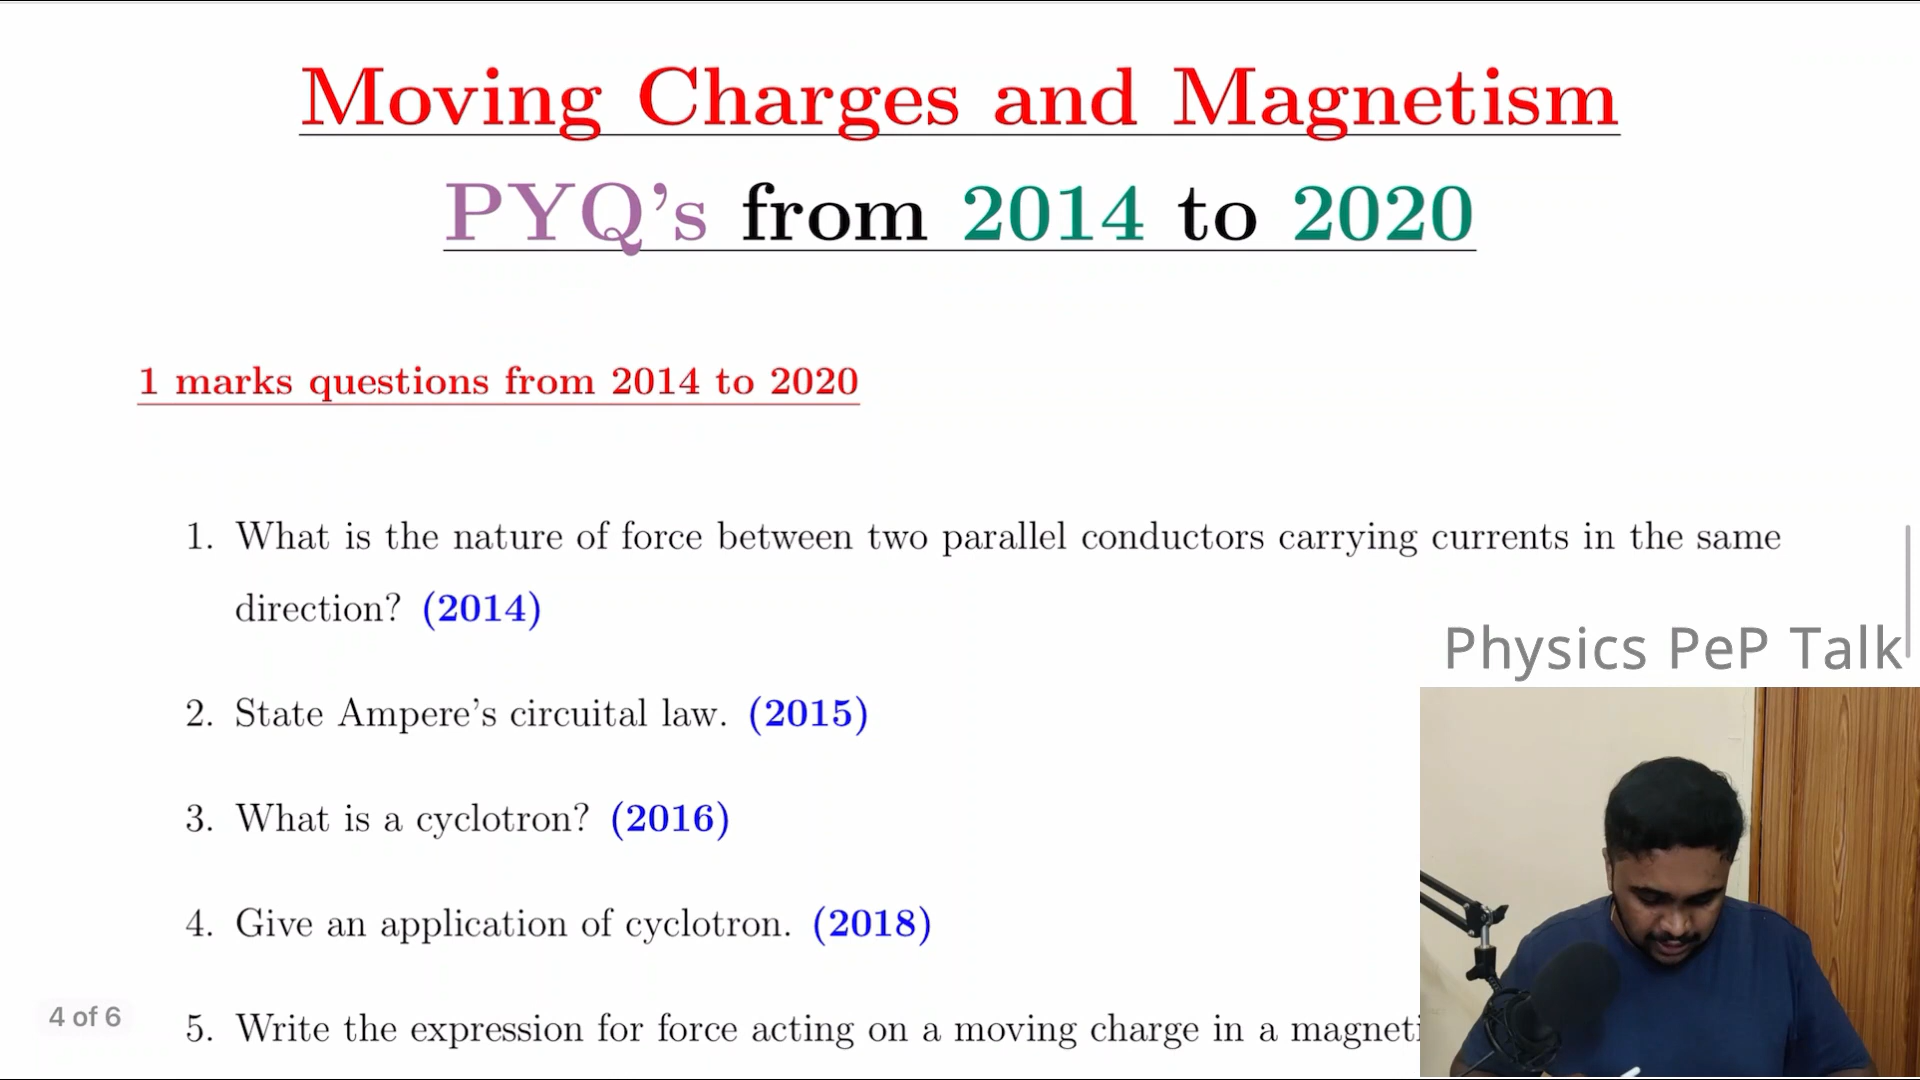 Moving Charges and Magnetism
PYQ's from 2014 to 2020
1 marks questions from 2014 to 2020
1. What is the nature of force between two parallel conductors carrying currents in the same
direction? (2014)
Physics PeP Talk
2. State Ampere's circuital law. (2015)
3. What is a cyclotron? (2016)
4. Give an application of cyclotron. (2018)
4 of 6
5. Write the expression for force acting on a moving charge in a magneti